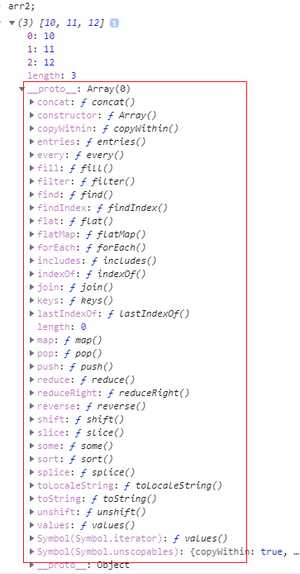 arr2;
(3) [10, 11, 12] i
0: 10
1: 11
2: 12
length: 3
__proto__: Array(0)
concat: ƒ concat()
constructor: ƒ Array()
copyWithin: ƒ copyWithin()
entries: ƒ entries()
every: ƒ every()
fill: ƒ fill()
filter: ƒ filter()
find: ƒ find()
findIndex: ƒ findIndex()
flat: ƒ flat()
flatMap: ƒ flatMap()
forEach: ƒ forEach()
includes: ƒ includes()
indexOf: ƒ indexOf()
join: ƒ join()
keys: ƒ keys()
lastIndexOf: ƒ lastIndexOf()
length: 0
map: ƒ map()
pop: ƒ pop()
push: ƒ push()
reduce: ƒ reduce()
reduceRight: ƒ reduceRight()
reverse: ƒ reverse()
shift: ƒ shift()
slice: ƒ slice()
some: ƒ some()
sort: ƒ sort()
splice: ƒ splice()
toLocaleString: ƒ toLocaleString()
toString: ƒ toString()
unshift: ƒ unshift()
values: ƒ values()
Symbol(Symbol.iterator): ƒ values()
Symbol(Symbol.unscopables): {copyWithin: true, …
__proto__: Object